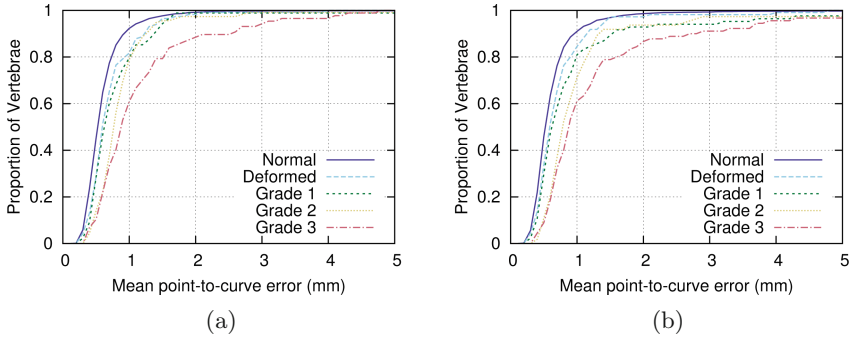 Proportion of Vertebrae
1
0.8
0.6
0.4
0.2
0
Normal
Deformed
Grade 1
Grade 2
Grade 3
0 1 2 3 4 5
Mean point-to-curve error (mm)
(a)
Proportion of Vertebrae
1
0.8
0.6
0.4
0.2
0
Normal
Deformed
Grade 1
Grade 2
Grade 3
0 1 2 3 4 5
Mean point-to-curve error (mm)
(b)